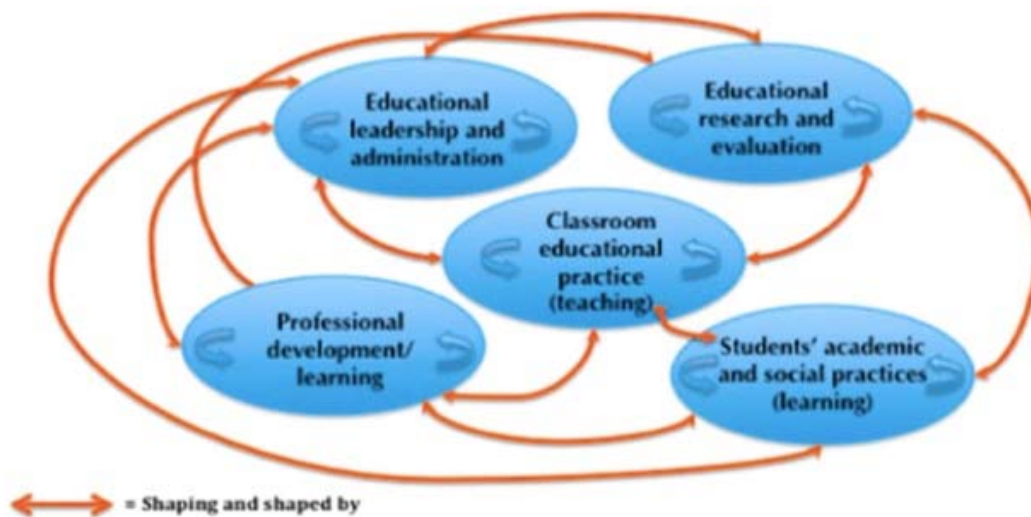 Educational
leadership and
administration
Educational
research and
evaluation
Classroom
educational
practice
(teaching)
Professional
development/
learning
Students’ academic
and social practices
(learning)
= Shaping and shaped by